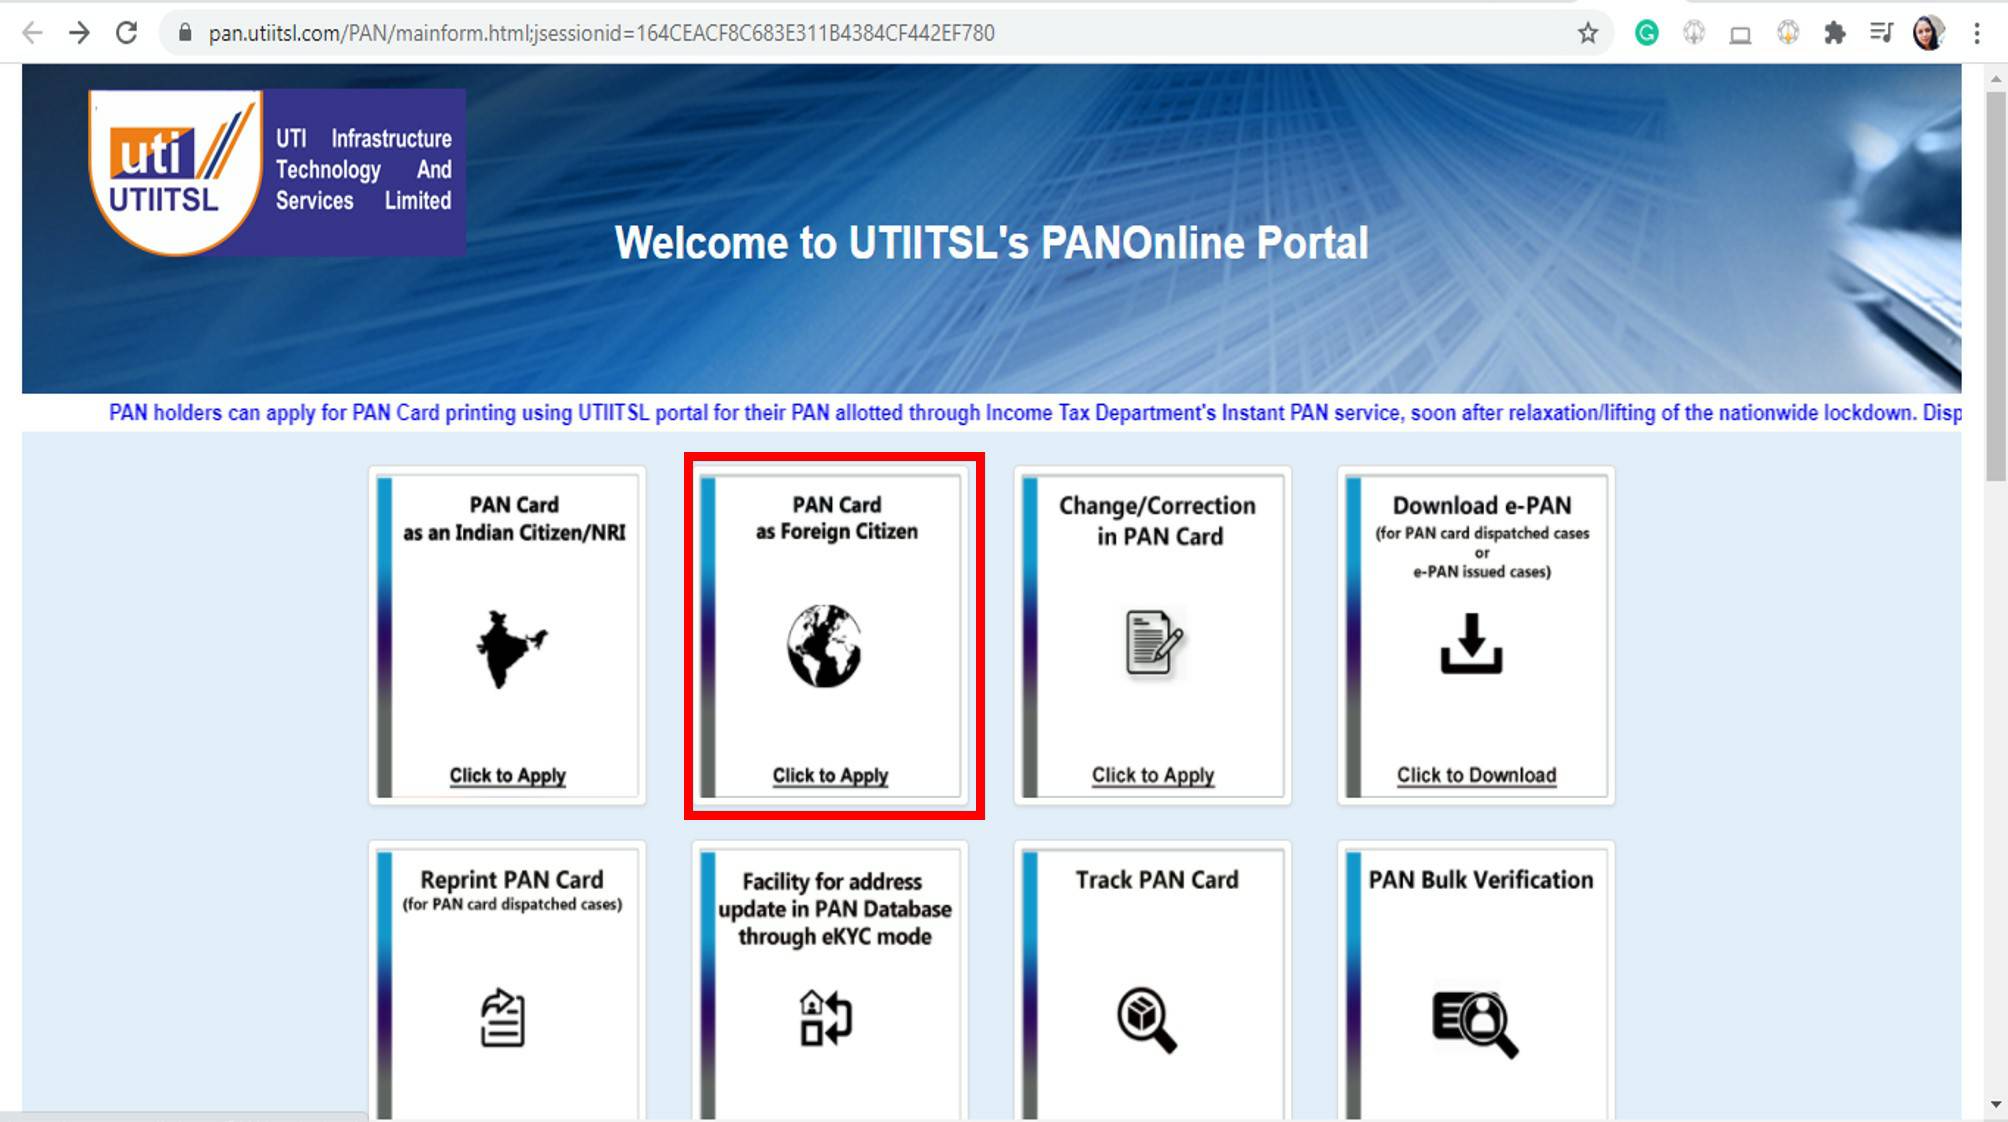 pan.utiitsl.com/PAN/mainform.html;jsessionid=164CEACF8C683E311B4384CF442EF780
uti
UTIITSL
UTI Infrastructure
Technology And
Services Limited
Welcome to UTIITSL's PANOnline Portal
PAN holders can apply for PAN Card printing using UTIITSL portal for their PAN allotted through Income Tax Department's Instant PAN service, soon after relaxation/lifting of the nationwide lockdown. Disp
PAN Card
as an Indian Citizen/NRI
Click to Apply
PAN Card
as Foreign Citizen
Click to Apply
Change/Correction
in PAN Card
Click to Apply
Download e-PAN
(for PAN card dispatched cases
or
e-PAN issued cases)
Click to Download
Reprint PAN Card
(for PAN card dispatched cases)
Facility for address
update in PAN Database
through eKYC mode
Track PAN Card
PAN Bulk Verification